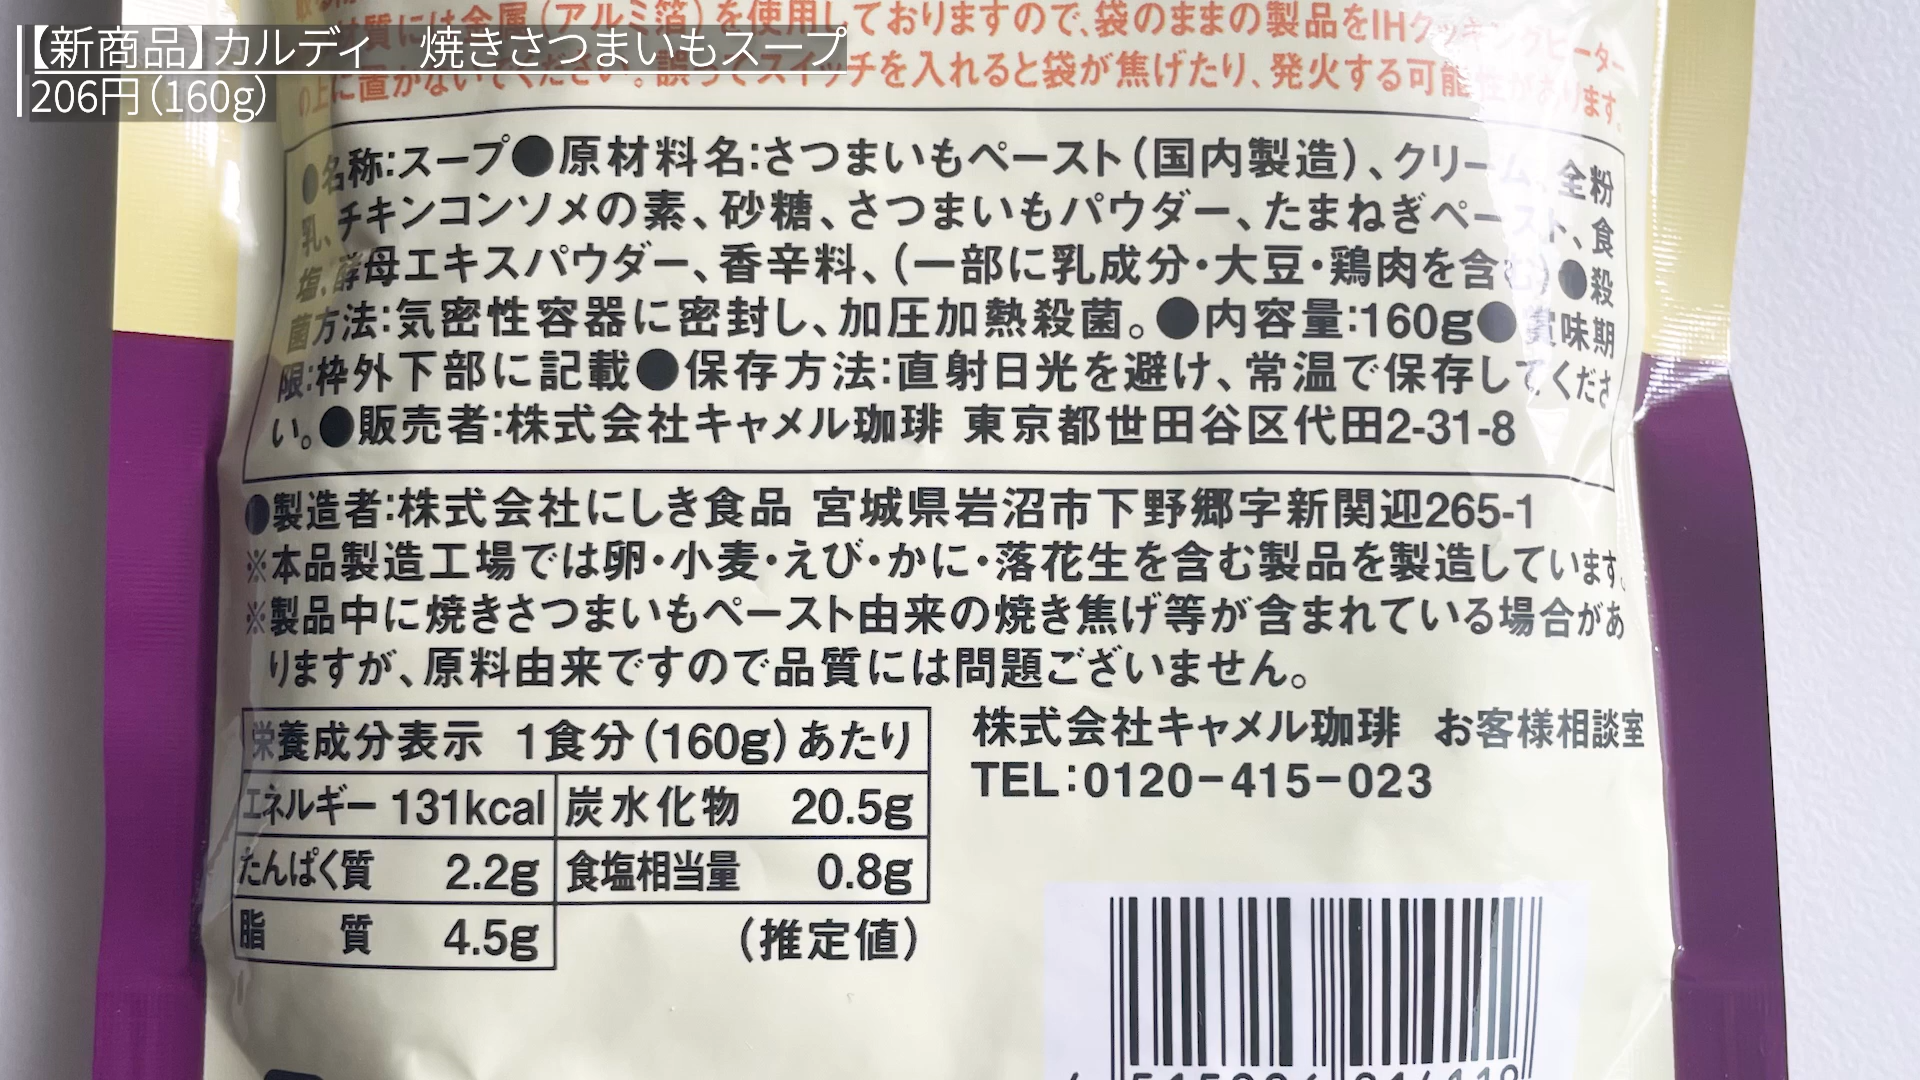 【新商品】カルディ 焼きさつまいもスープ
206円(160g)
質には金属(アルミ箔)を使用しておりますので、袋のままの製品をIHクッキングヒーター
の上に置かないでください。誤ってスイッチを入れると袋が焦げたり、発火する可能性があります。
●名称:スープ●原材料名:さつまいもペースト(国内製造)、クリーム、全粉
乳、チキンコンソメの素、砂糖、さつまいもパウダー、たまねぎペースト、食
塩、酵母エキスパウダー、香辛料、(一部に乳成分・大豆・鶏肉を含む)●殺
菌方法:気密性容器に密封し、加圧加熱殺菌。●内容量:160g●賞味期
限:枠外下部に記載●保存方法:直射日光を避け、常温で保存してくださ
い。●販売者:株式会社キャメル珈琲 東京都世田谷区代田2-31-8
●製造者:株式会社にしき食品 宮城県岩沼市下野郷字新関迎265-1
※本品製造工場では卵・小麦・えび・かに・落花生を含む製品を製造しています。
※製品中に焼きさつまいもペースト由来の焼き焦げ等が含まれている場合があ
りますが、原料由来ですので品質には問題ございません。
栄養成分表示 1食分(160g)あたり
エネルギー 131kcal 炭水化物 20.5g
たんぱく質 2.2g 食塩相当量 0.8g
脂質 4.5g (推定値)
株式会社キャメル珈琲 お客様相談室
TEL:0120-415-023